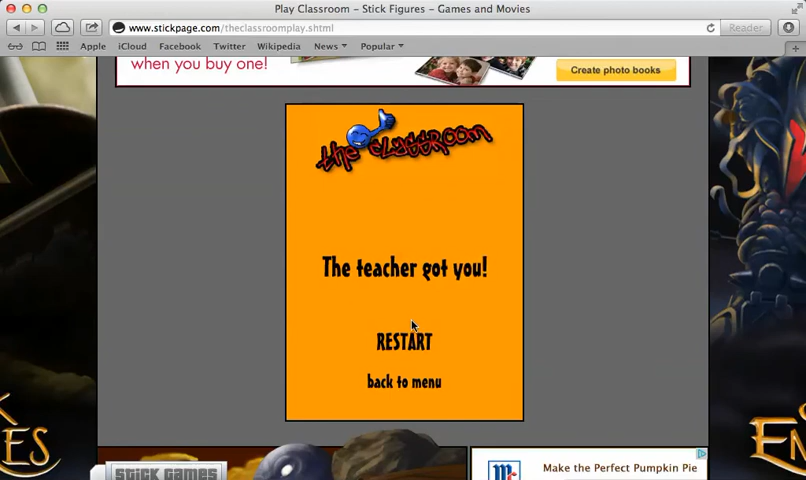 Play Classroom – Stick Figures – Games and Movies
www.stickpage.com/theclassroomplay.shtml
Reader
Apple iCloud Facebook Twitter Wikipedia News Popular
when you buy one!
Create photo books
the classroom
The teacher got you!
RESTART
back to menu
STICK GAMES
Make the Perfect Pumpkin Pie